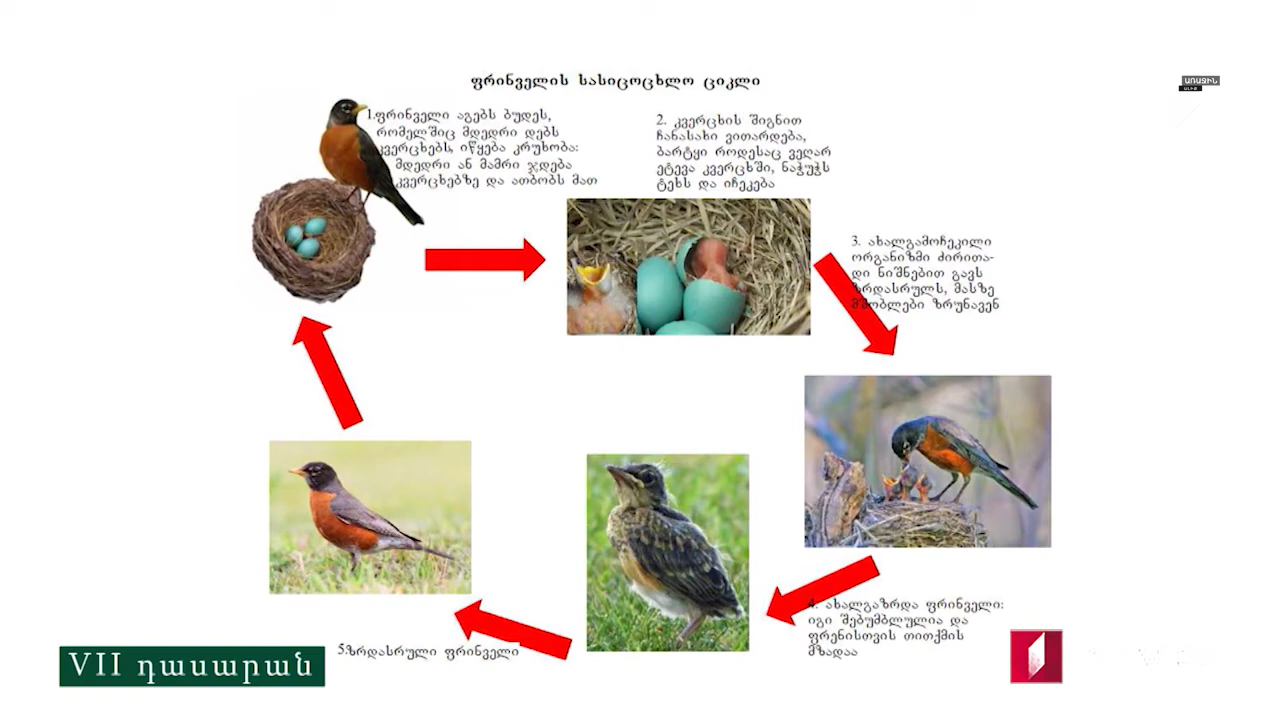 ფრინველის სასიცოცხლო ციკლი
ԱՌԱՋԻՆ
ԱԼԻՔ
1.ფრინველი აგებს ბუდეს,
რომელშიც მდედრი დებს
კვერცხებს, იწყება კრუხობა:
მდედრი ან მამრი ჯდება
კვერცხებზე და ათბობს მათ
2. კვერცხის შიგნით
ჩანასახი ვითარდება,
ბარტყი როდესაც ვეღარ
ეტევა კვერცხში, ნაჭუჭს
ტეხს და იჩეკება
3. ახალგამოჩეკილი
ორგანიზმი ძირითა-
დი ნიშნებით გავს
ზრდასრულს, მასზე
მშობლები ზრუნავენ
4. ახალგაზრდა ფრინველი:
იგი შებუმბლულია და
ფრენისთვის თითქმის
მზადაა
5.ზრდასრული ფრინველი
VII դասարան